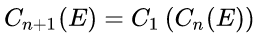 C_{n+1}(E) = C_1 (C_n(E))